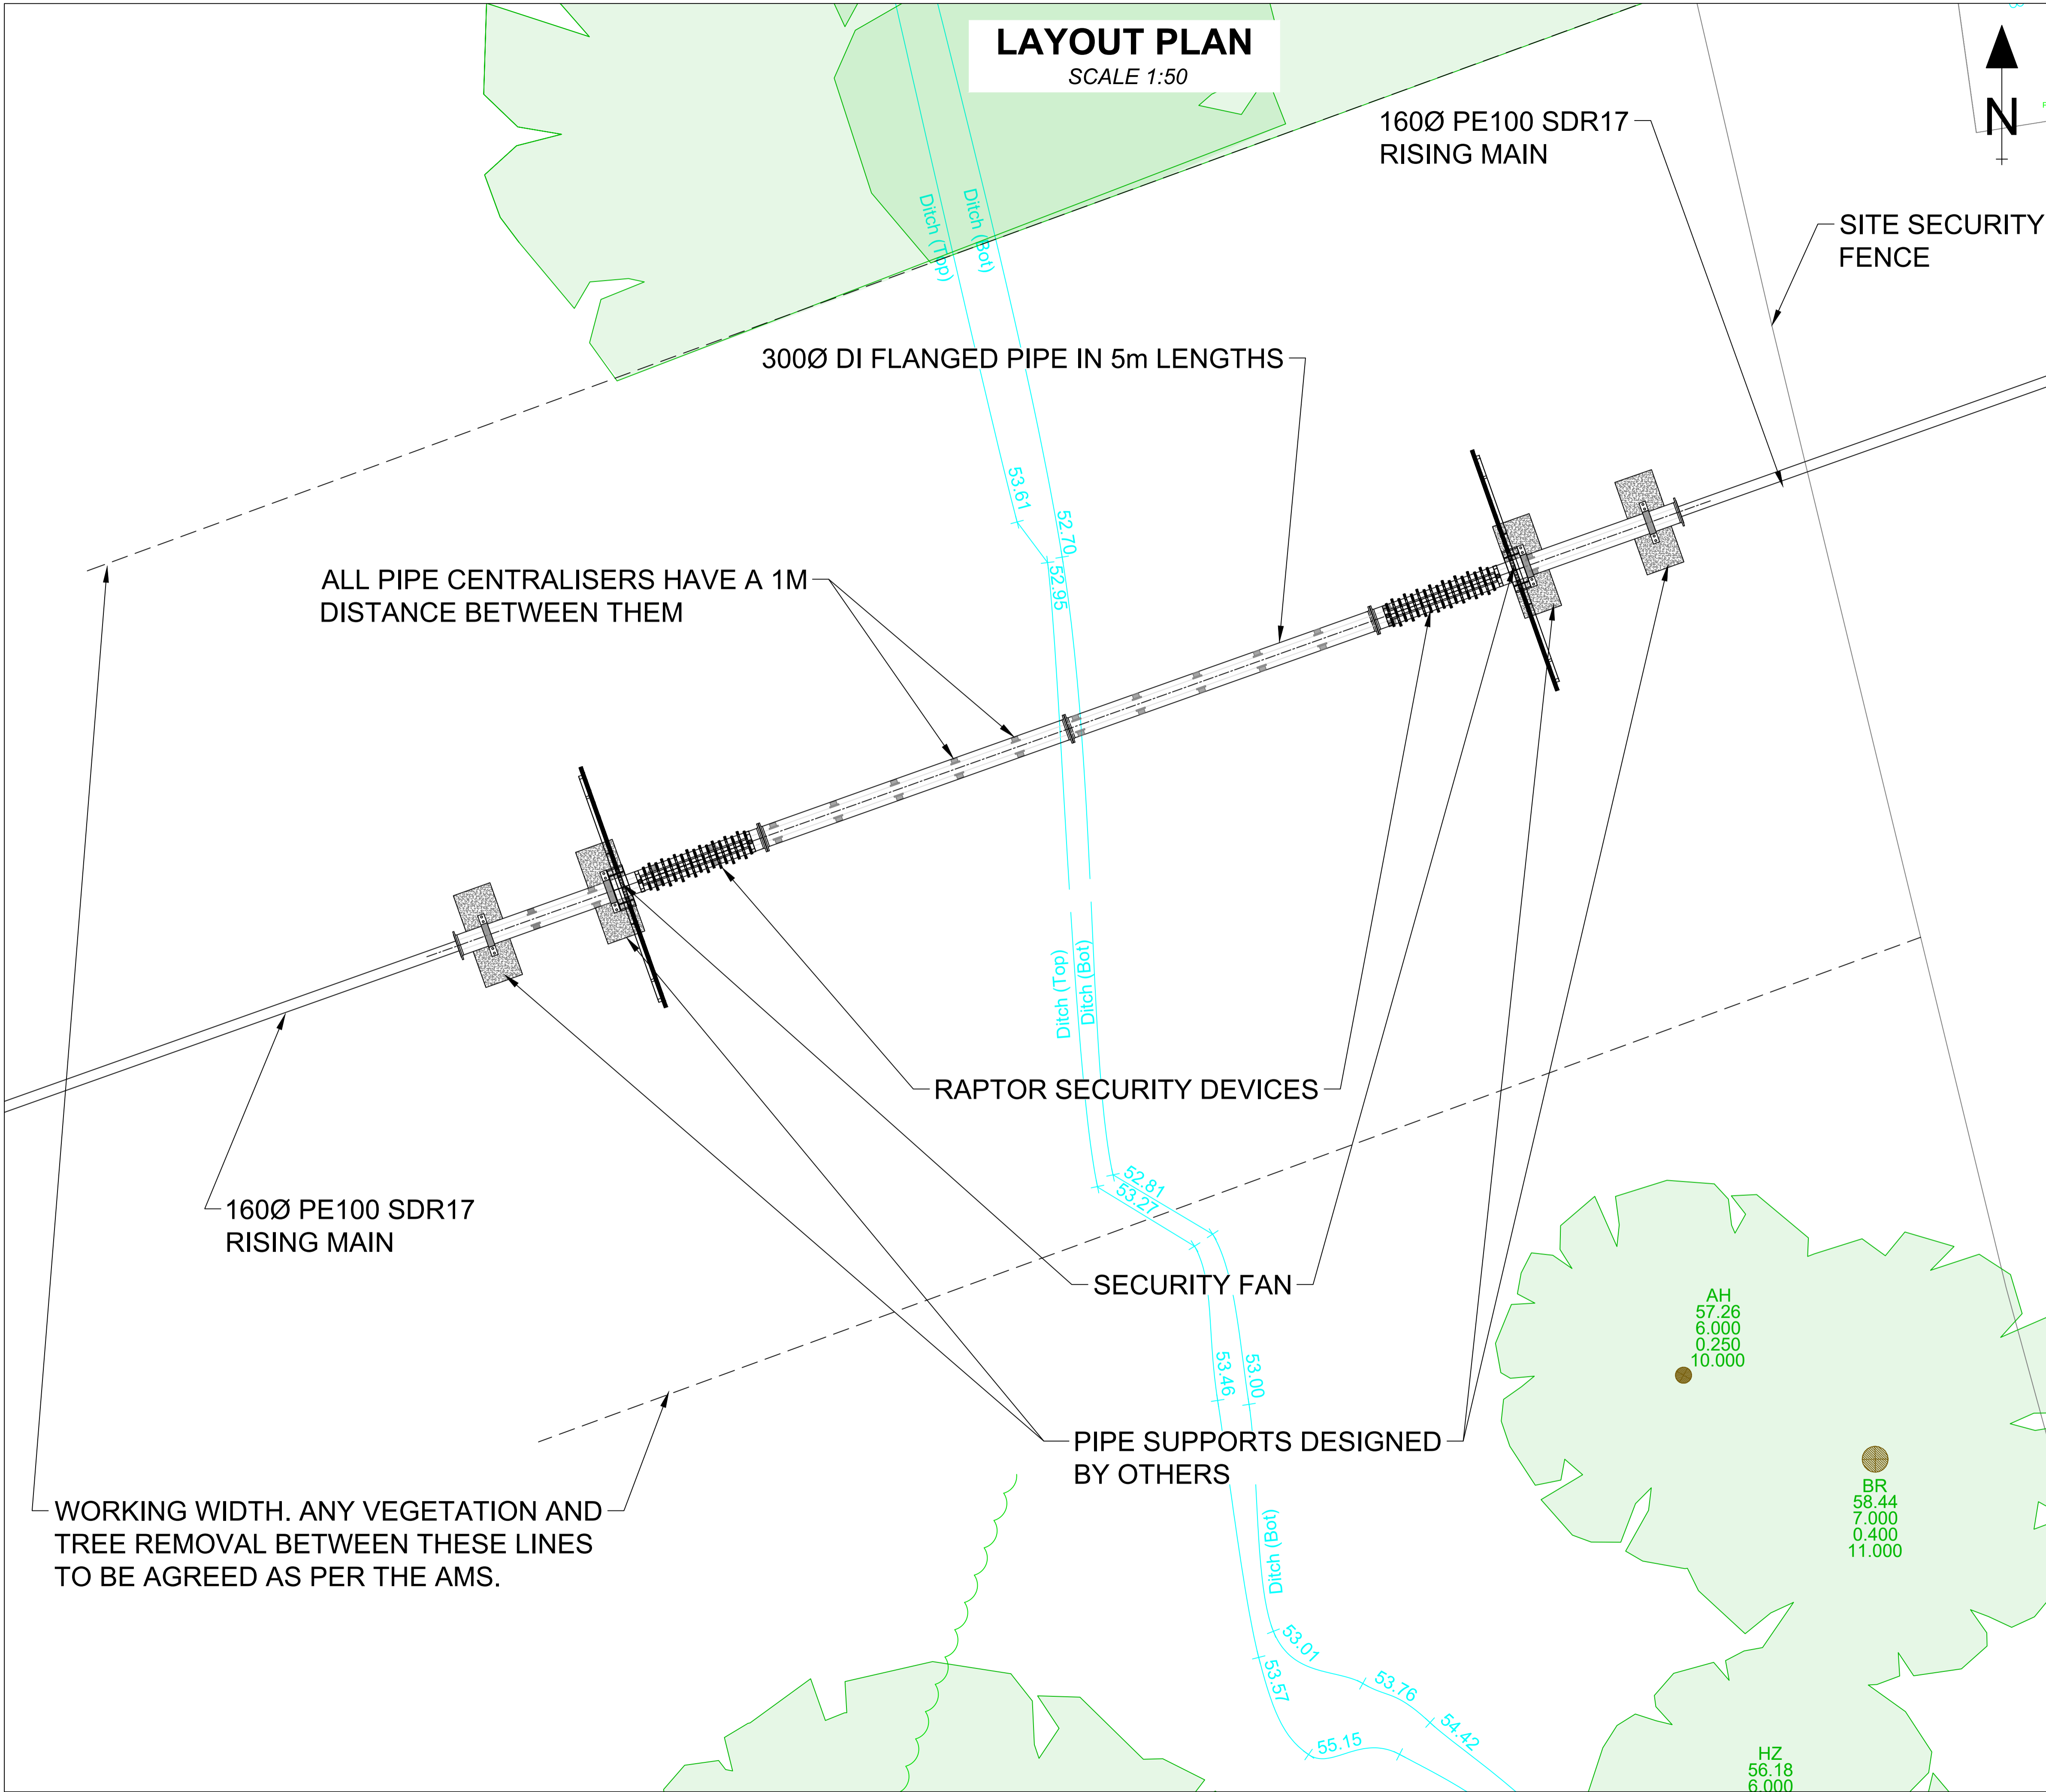 LAYOUT PLAN
SCALE 1:50
160Ø PE100 SDR17
RISING MAIN
N
SITE SECURITY
FENCE
Ditch (Top)
Ditch (Bot)
300Ø DI FLANGED PIPE IN 5m LENGTHS
53.61
52.70
52.95
ALL PIPE CENTRALISERS HAVE A 1M
DISTANCE BETWEEN THEM
Ditch (Top)
Ditch (Bot)
RAPTOR SECURITY DEVICES
52.81
53.27
160Ø PE100 SDR17
RISING MAIN
SECURITY FAN
AH
57.26
6.000
0.250
10.000
53.46
53.00
PIPE SUPPORTS DESIGNED
BY OTHERS
BR
58.44
7.000
0.400
11.000
WORKING WIDTH. ANY VEGETATION AND
TREE REMOVAL BETWEEN THESE LINES
TO BE AGREED AS PER THE AMS.
Ditch (Bot)
53.01
53.57
53.76
54.42
55.15
HZ
56.18
6.000